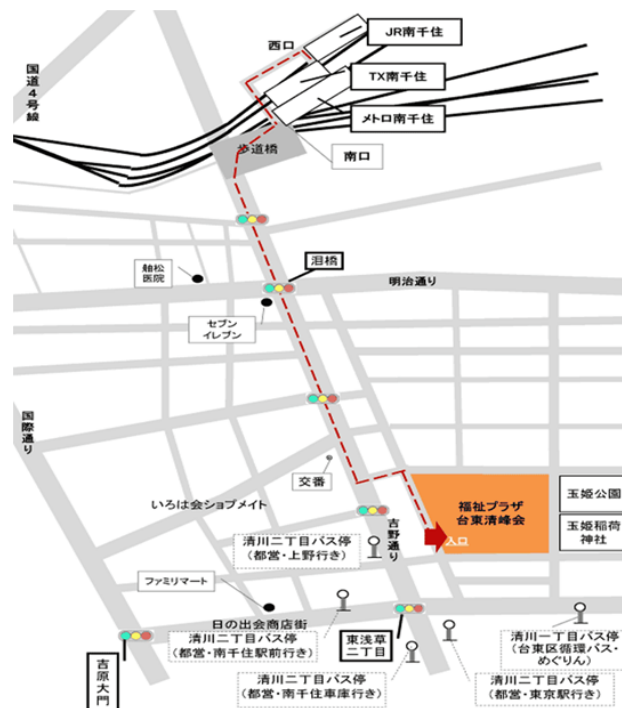 JR南千住
西口
TX南千住
国道4号線
メトロ南千住
歩道橋
南口
泪橋
舳松
医院
明治通り
セブン
イレブン
国際通り
交番
いろは会ショプメイト
吉野通り
福祉プラザ
台東清峰会
入口
玉姫公園
玉姫稲荷
神社
清川二丁目バス停
(都営・上野行き)
ファミリマート
日の出会商店街
清川二丁目バス停
(都営・南千住駅前行き)
東浅草
二丁目
清川一丁目バス停
(台東区循環バス・
めぐりん)
吉原大門
清川二丁目バス停
(都営・南千住車庫行き)
清川二丁目バス停
(都営・東京駅行き)